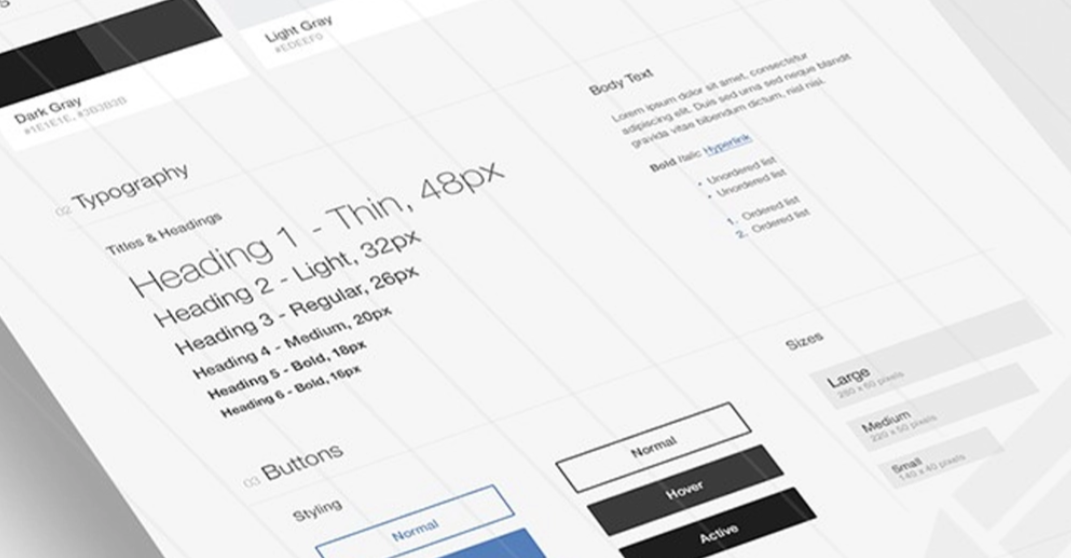 Dark Gray
#1E1E1E, #3B3B3B
Light Gray
#EDEEF0
02 Typography
Titles & Headings
Heading 1 - Thin, 48px
Heading 2 - Light, 32px
Heading 3 - Regular, 26px
Heading 4 - Medium, 20px
Heading 5 - Bold, 18px
Heading 6 - Bold, 16px
Body Text
Lorem ipsum dolor sit amet, consectetur
adipiscing elit. Duis sed urna sed neque blandit
gravida vitae bibendum dictum, nisl nisi.
Bold Italic Hyperlink
• Unordered list
• Unordered list
1. Ordered list
2. Ordered list
03 Buttons
Styling
Normal
Normal
Hover
Active
Sizes
Large
280 x 60 pixels
Medium
220 x 50 pixels
Small
140 x 40 pixels